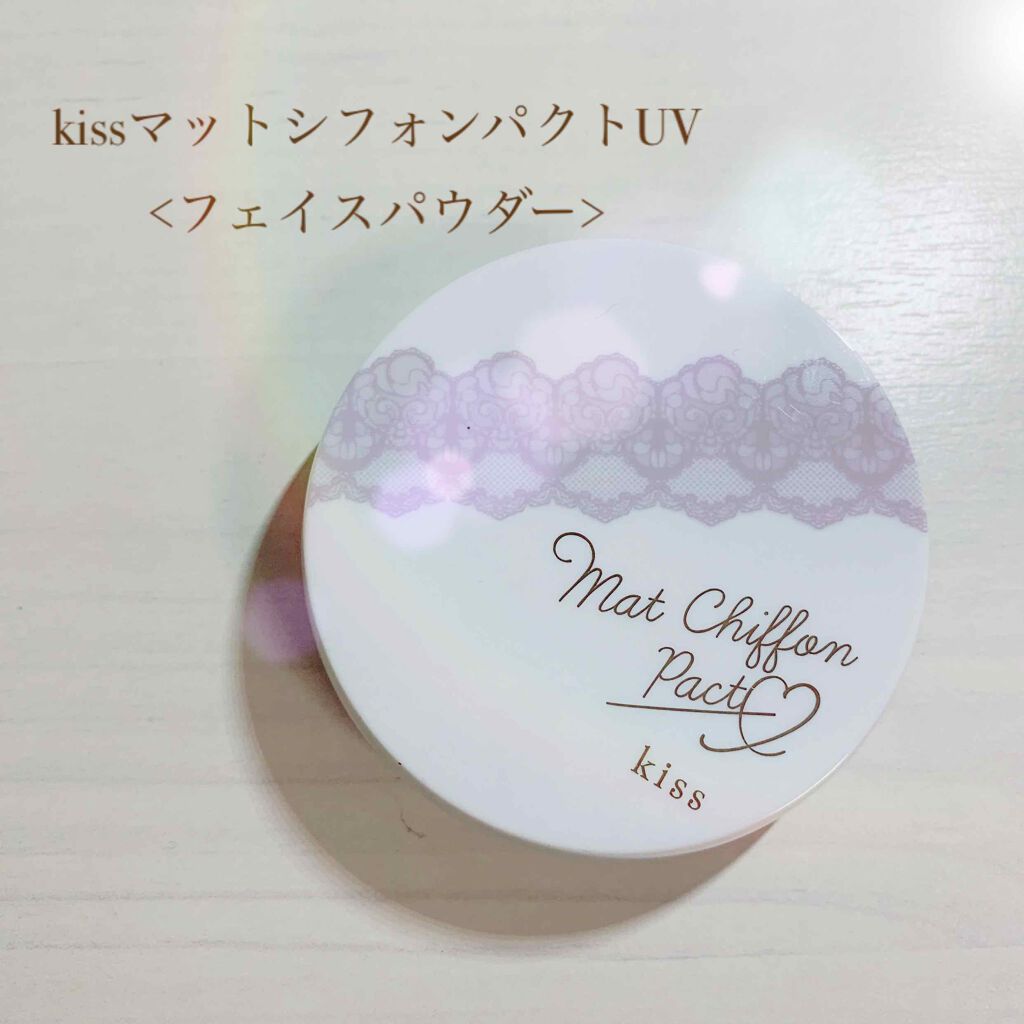 kissマットシフォンパクトUV
<フェイスパウダー>
Mat Chiffon
Pact
kiss